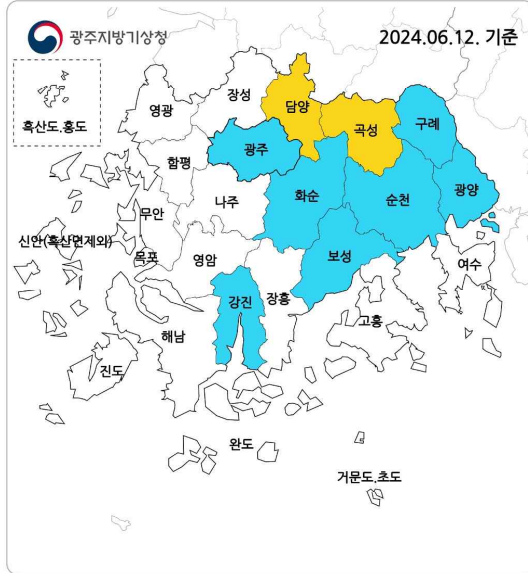 광주지방기상청
2024.06.12. 기준
흑산도.홍도
영광
장성
담양
곡성
구례
함평
광주
화순
순천
광양
나주
무안
신안(흑산면제외)
목포
영암
보성
여수
강진
장흥
고흥
해남
진도
완도
거문도.초도